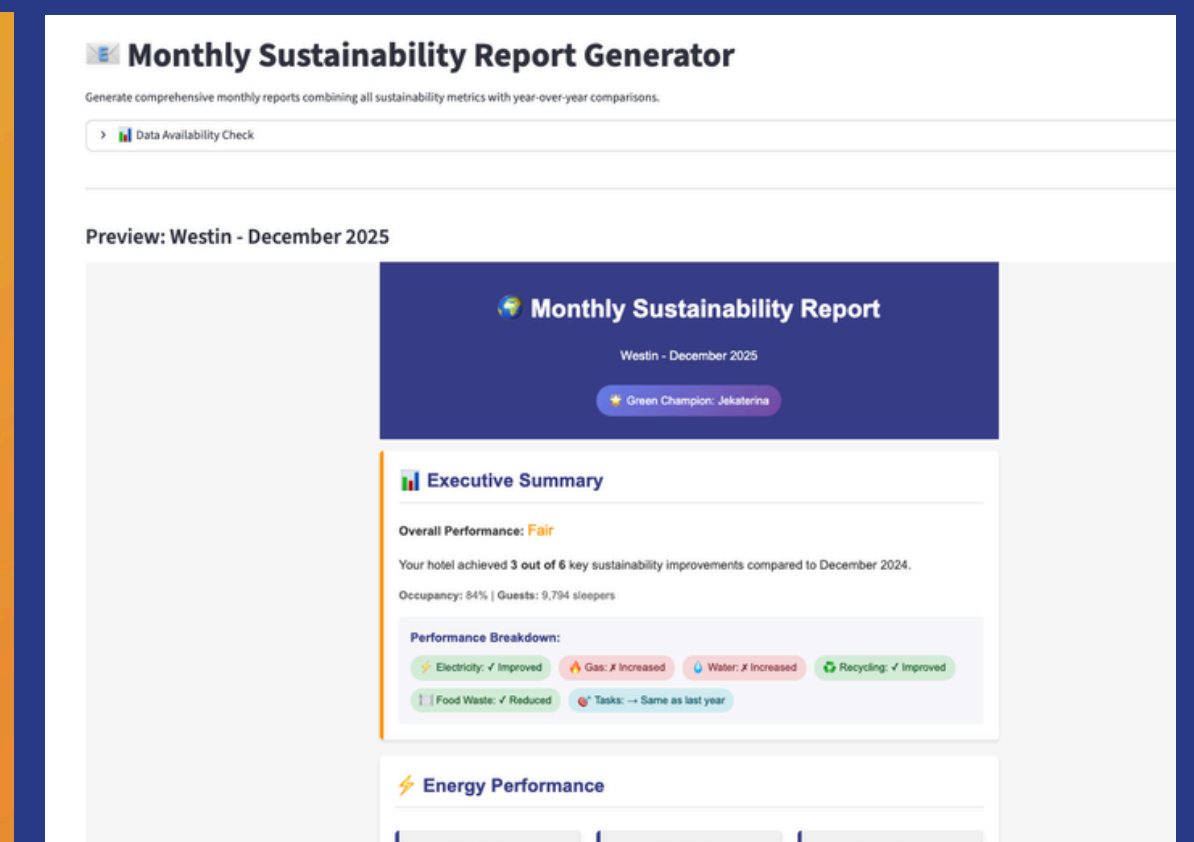 Monthly Sustainability Report Generator
Generate comprehensive monthly reports combining all sustainability metrics with year-over-year comparisons.
Data Availability Check
Preview: Westin - December 2025
Monthly Sustainability Report
Westin - December 2025
Green Champion: Jekaterina
Executive Summary
Overall Performance: Fair
Your hotel achieved 3 out of 6 key sustainability improvements compared to December 2024.
Occupancy: 84% | Guests: 9,794 sleepers
Performance Breakdown:
Electricity: ✓ Improved Gas: ✗ Increased Water: ✗ Increased Recycling: ✓ Improved
Food Waste: ✓ Reduced Tasks: → Same as last year
Energy Performance